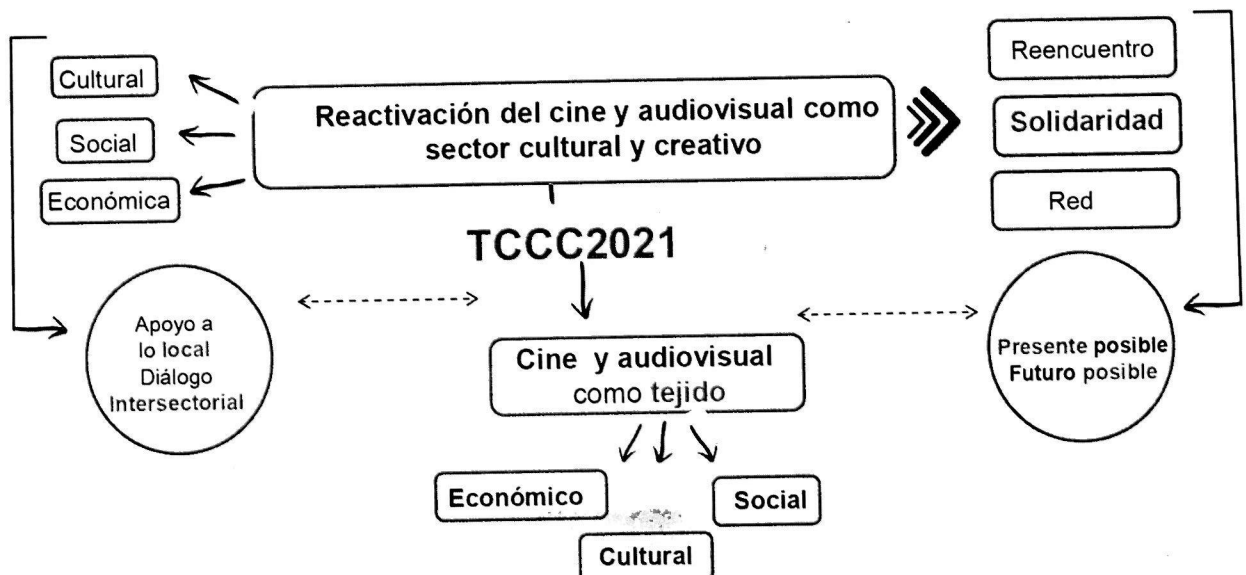 Cultural
Social
Económica
Reactivación del cine y audiovisual como
sector cultural y creativo
Reencuentro
Solidaridad
Red
TCCC2021
Apoyo a
lo local
Diálogo
Intersectorial
Cine y audiovisual
como tejido
Presente posible
Futuro posible
Económico
Social
Cultural